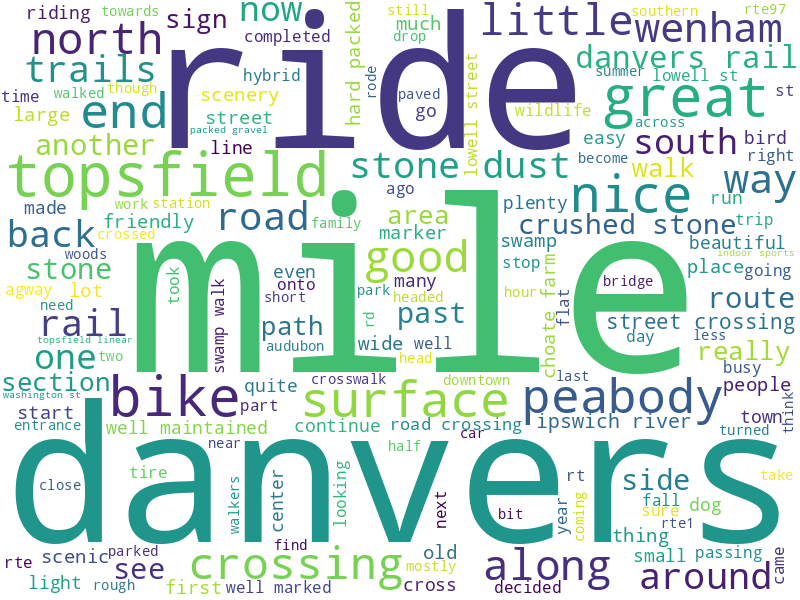 still
southern
rte97
riding
towards
sign
now
much
little
wenham
north
ride
completed
drop
time
walked
though
trails
hybrid
hard packed
rode
paved
go
lowell street
danvers rail
summer
lowell st
end
scenery
great
st
large
street
wildlife
across
packed gravel
another
line
easy
south
bird
become
right
topsfield
stone dust
nice
walk
way
made
work
station
ago
plenty
run
back
friendly
road
family
area
crushed stone
trip
crossed
marker
mile
woods
took
swamp walk
even
path
audubon
good
swamp
stop
beautiful
indoor sports
stone
onto
many
place
going
agway
lot
short
park
headed
hour
choate farm
flat
bridge
route
need
rail
rd
past
street
crossing
topsfield linear
one
two
wide
well
day
less
really
washington st
section
quite
crosswalk
head
downtown
last
busy
start
bike
part
surface
peabody
people
entrance
well maintained
continue
road crossing
ipswich river
town
think
near
half
car
turned
danvers
close
tire
walkers
center
looking
next
bit
rt
year
coming
side
fall
sure
dog
take
rte1
thing
rte
scenic
parked
see
find
crossing
old
mostly
along
small
passing
came
light
rough
first
well marked
cross
decided
around